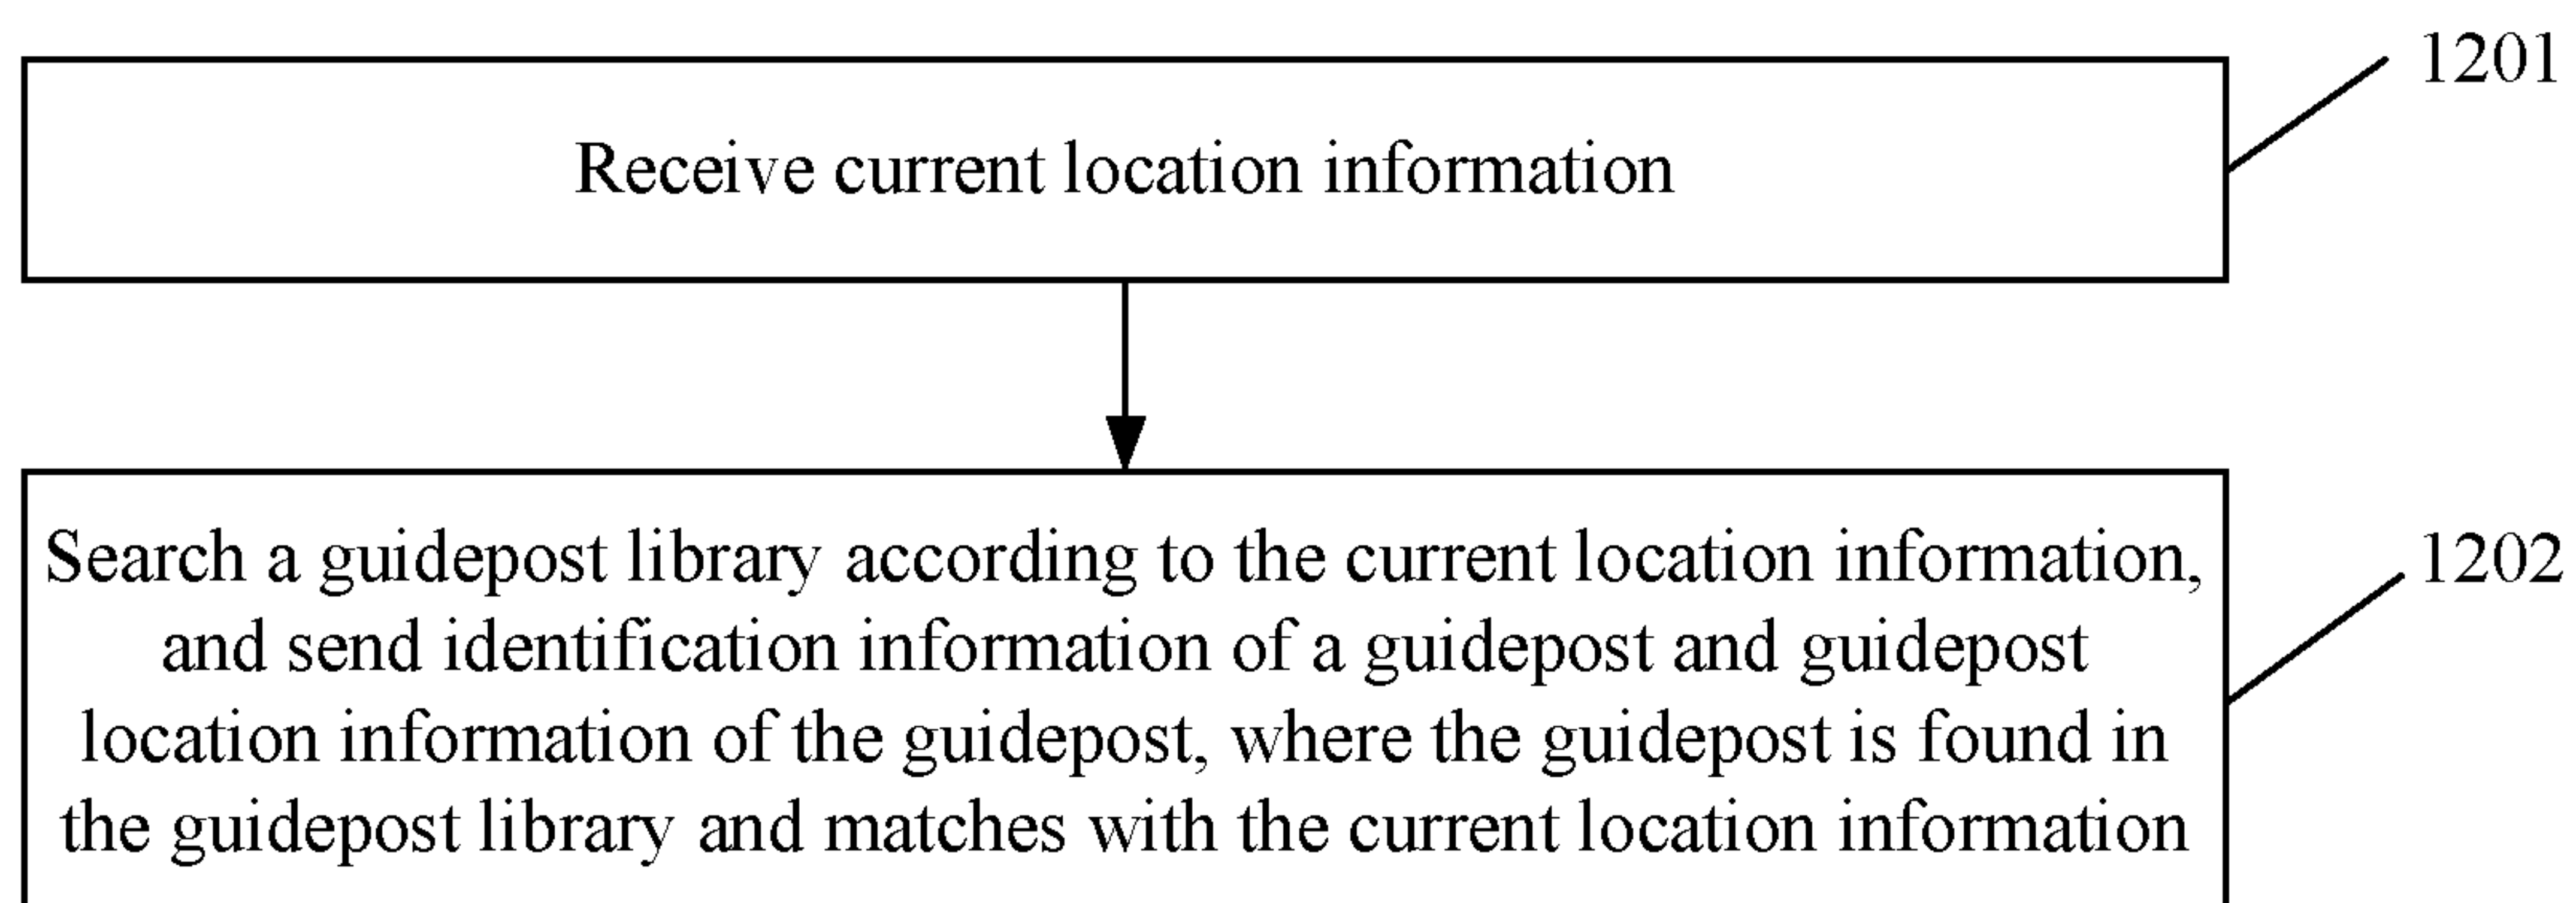 1201
Receive current location information
Search a guidepost library according to the current location information,
1202
and send identification information of a guidepost and guidepost
location information of the guidepost, where the guidepost is found in
the guidepost library and matches with the current location information